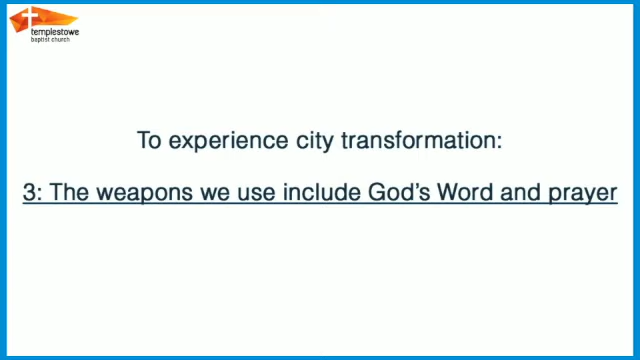 templestowe
baptist church
To experience city transformation:
3: The weapons we use include God's Word and prayer